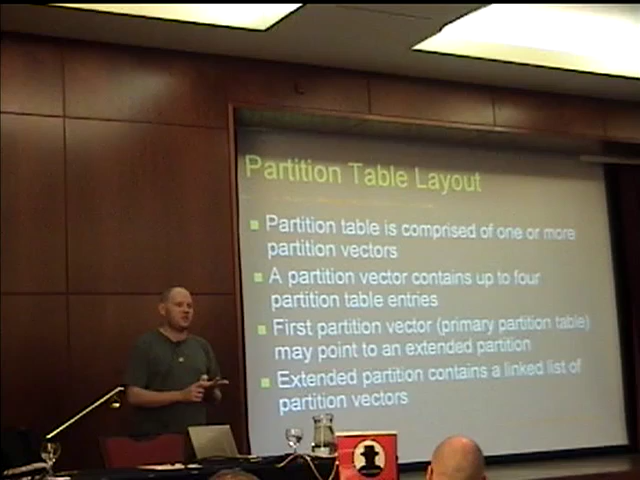 Partition Table Layout
Partition table is comprised of one or more
partition vectors
A partition vector contains up to four
partition table entries
First partition vector (primary partition table)
may point to an extended partition
Extended partition contains a linked list of
partition vectors